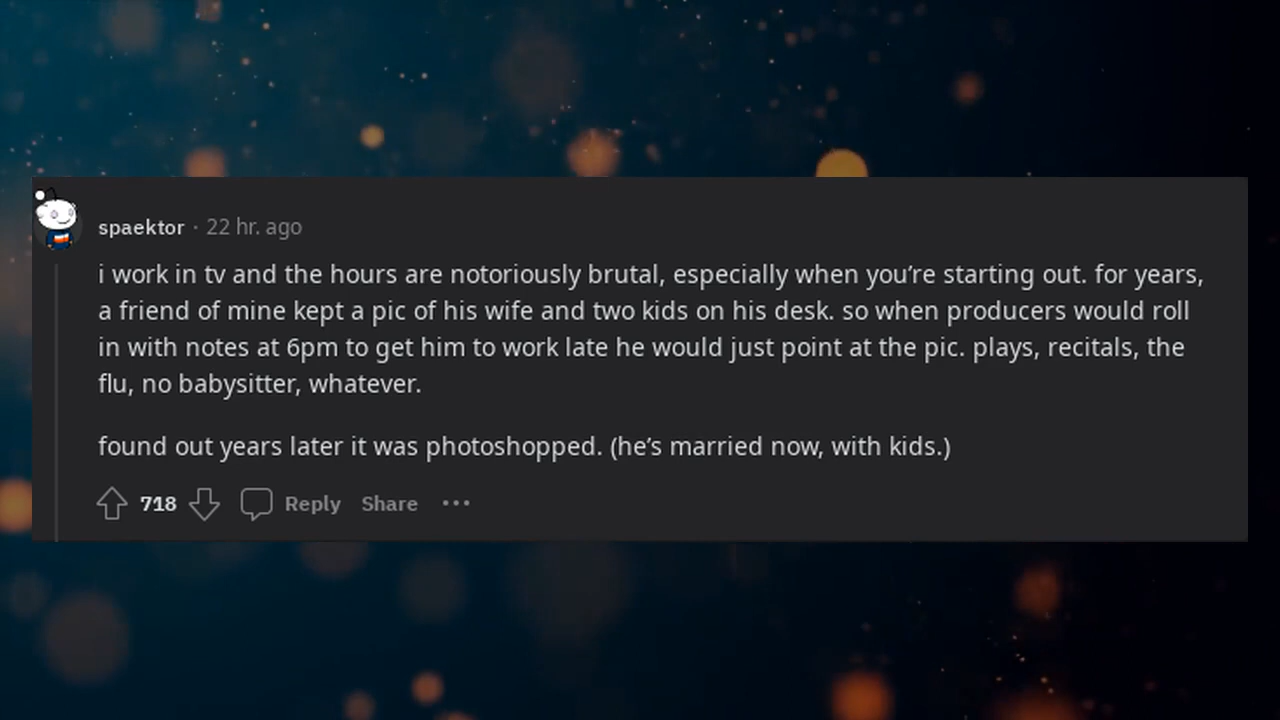 spaektor · 22 hr. ago
i work in tv and the hours are notoriously brutal, especially when you’re starting out. for years,
a friend of mine kept a pic of his wife and two kids on his desk. so when producers would roll
in with notes at 6pm to get him to work late he would just point at the pic. plays, recitals, the
flu, no babysitter, whatever.
found out years later it was photoshopped. (he’s married now, with kids.)
718 Reply Share ···